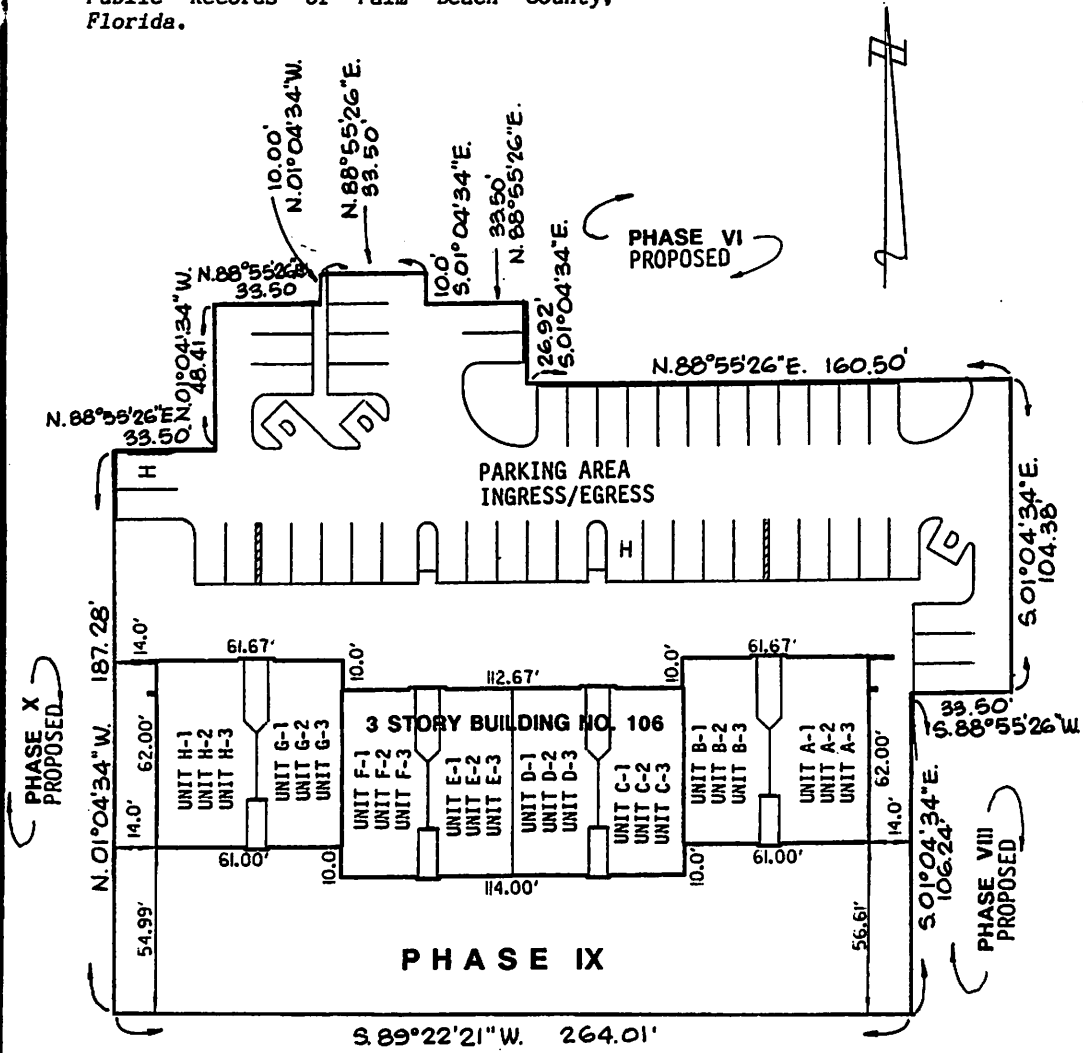 Public Records of Palm Beach County,
Florida.
10.00'
N.01°04'34"W.
N.88°55'26"E.
33.50'
10.0'
S.01°04'34"E.
33.50'
N.88°55'26"E.
PHASE VI
PROPOSED
N.88°55'26"E.
33.50'
N.01°04'34"W.
48.41'
26.92'
S.01°04'34"E.
N.88°55'26"E. 160.50'
N.88°55'26"E.
33.50'
H
D
D
PARKING AREA
INGRESS/EGRESS
S.01°04'34"E.
104.38'
H
D
N.01°04'34"W. 187.28'
14.0'
61.67'
10.0'
112.67'
10.0'
61.67'
33.50'
S.88°55'26"W.
PHASE X
PROPOSED
62.00'
3 STORY BUILDING NO. 106
UNIT H-1
UNIT H-2
UNIT H-3
UNIT G-1
UNIT G-2
UNIT G-3
UNIT F-1
UNIT F-2
UNIT F-3
UNIT E-1
UNIT E-2
UNIT E-3
UNIT D-1
UNIT D-2
UNIT D-3
UNIT C-1
UNIT C-2
UNIT C-3
UNIT B-1
UNIT B-2
UNIT B-3
UNIT A-1
UNIT A-2
UNIT A-3
62.00'
14.0'
61.00'
10.0'
114.00'
10.0'
61.00'
14.0'
S.01°04'34"E.
106.24'
PHASE VIII
PROPOSED
54.99'
56.61'
PHASE IX
S.89°22'21"W. 264.01'